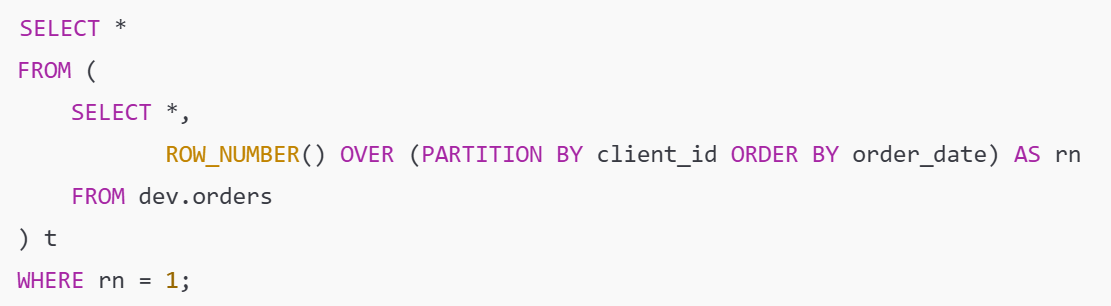 SELECT *
FROM (
    SELECT *,
           ROW_NUMBER() OVER (PARTITION BY client_id ORDER BY order_date) AS rn
    FROM dev.orders
) t
WHERE rn = 1;